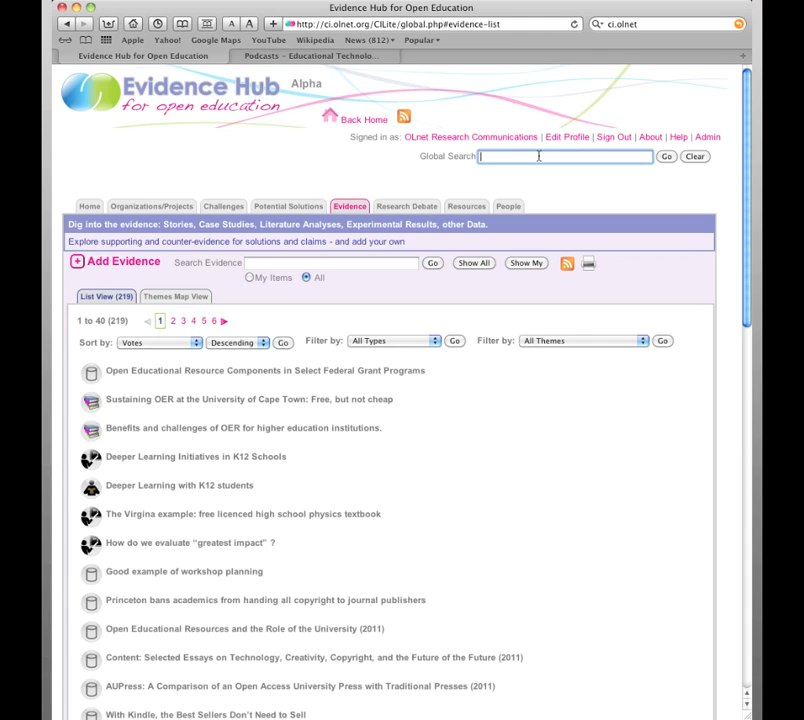 Evidence Hub for Open Education
A A + http://ci.olnet.org/CILite/global.php#evidence-list ci.olnet
Apple Yahoo! Google Maps YouTube Wikipedia News (812) Popular
Evidence Hub for Open Education Podcasts – Educational Technolo...
Evidence Hub Alpha
for open education
Back Home
Signed in as: OLnet Research Communications | Edit Profile | Sign Out | About | Help | Admin
Global Search Go Clear
Home Organizations/Projects Challenges Potential Solutions Evidence Research Debate Resources People
Dig into the evidence: Stories, Case Studies, Literature Analyses, Experimental Results, other Data.
Explore supporting and counter-evidence for solutions and claims - and add your own
+ Add Evidence Search Evidence Go Show All Show My
My Items All
List View (219) Themes Map View
1 to 40 (219) 1 2 3 4 5 6
Sort by: Votes Descending Go Filter by: All Types Go Filter by: All Themes Go
Open Educational Resource Components in Select Federal Grant Programs
Sustaining OER at the University of Cape Town: Free, but not cheap
Benefits and challenges of OER for higher education institutions.
Deeper Learning Initiatives in K12 Schools
Deeper Learning with K12 students
The Virgina example: free licenced high school physics textbook
How do we evaluate “greatest impact” ?
Good example of workshop planning
Princeton bans academics from handing all copyright to journal publishers
Open Educational Resources and the Role of the University (2011)
Content: Selected Essays on Technology, Creativity, Copyright, and the Future of the Future (2011)
AUPress: A Comparison of an Open Access University Press with Traditional Presses (2011)
With Kindle, the Best Sellers Don’t Need to Sell